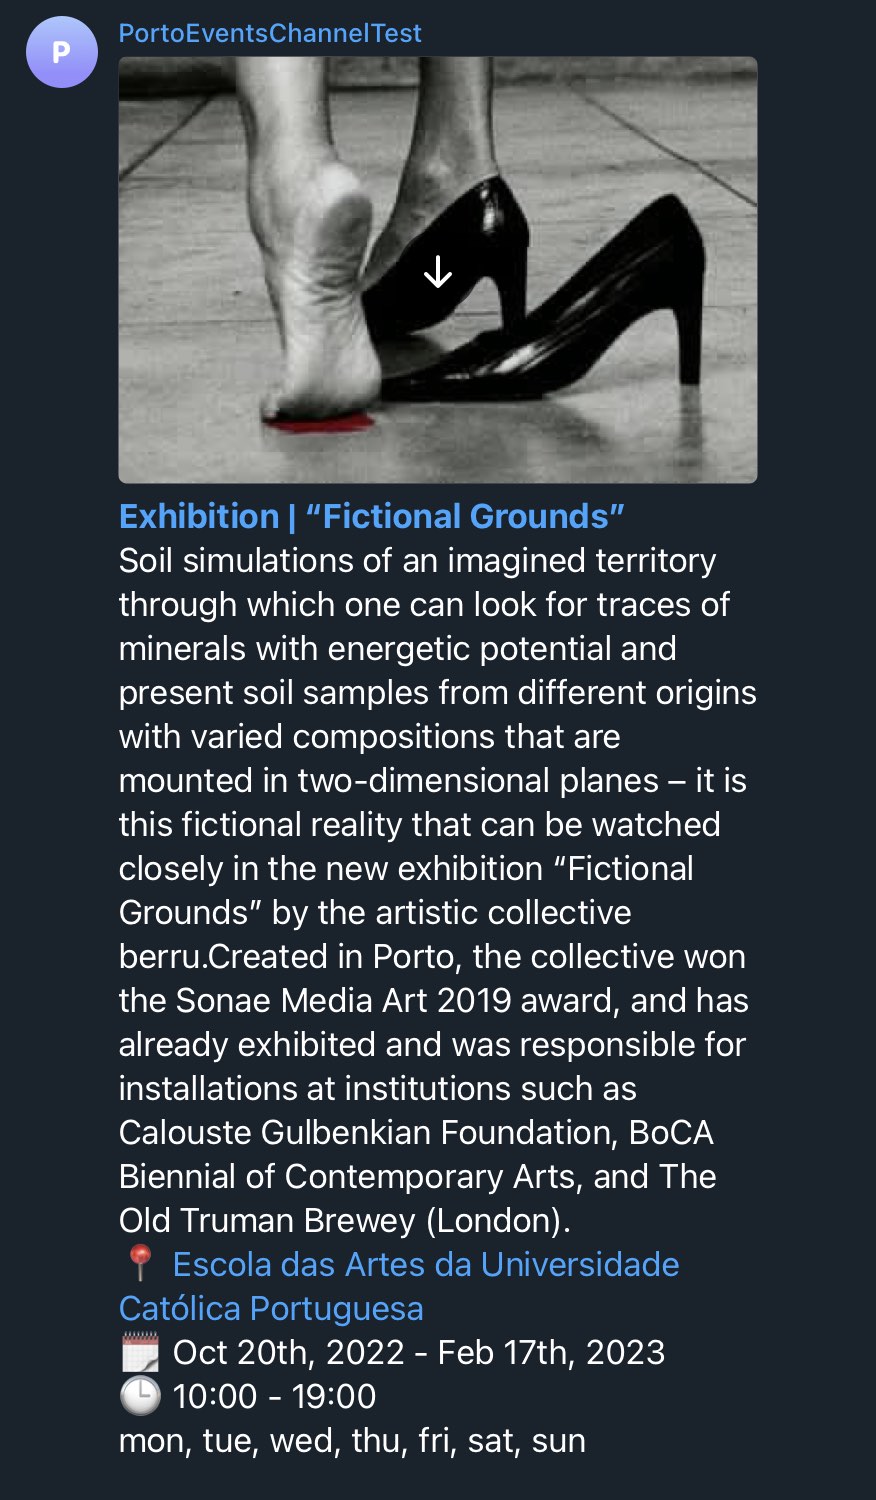 P
PortoEventsChannelTest
Exhibition | “Fictional Grounds”
Soil simulations of an imagined territory
through which one can look for traces of
minerals with energetic potential and
present soil samples from different origins
with varied compositions that are
mounted in two-dimensional planes – it is
this fictional reality that can be watched
closely in the new exhibition “Fictional
Grounds” by the artistic collective
berru.Created in Porto, the collective won
the Sonae Media Art 2019 award, and has
already exhibited and was responsible for
installations at institutions such as
Calouste Gulbenkian Foundation, BoCA
Biennial of Contemporary Arts, and The
Old Truman Brewey (London).
📍 Escola das Artes da Universidade
Católica Portuguesa
🗓 Oct 20th, 2022 - Feb 17th, 2023
🕒 10:00 - 19:00
mon, tue, wed, thu, fri, sat, sun